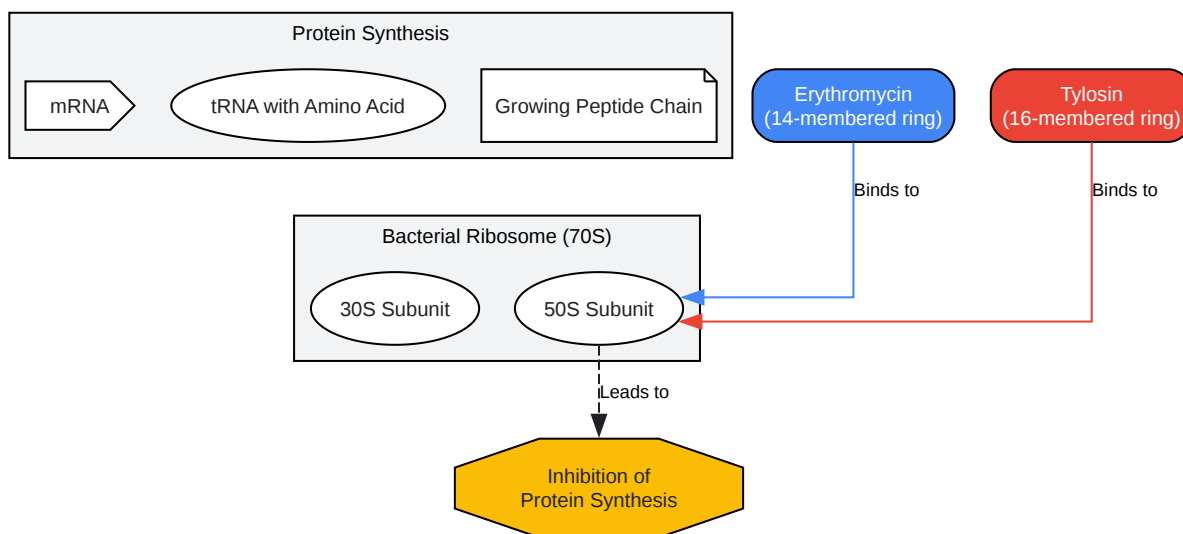 Protein Synthesis
mRNA
tRNA with Amino Acid
Growing Peptide Chain
Erythromycin
(14-membered ring)
Tylosin
(16-membered ring)
Binds to
Binds to
Bacterial Ribosome (70S)
30S Subunit
50S Subunit
Leads to
Inhibition of
Protein Synthesis